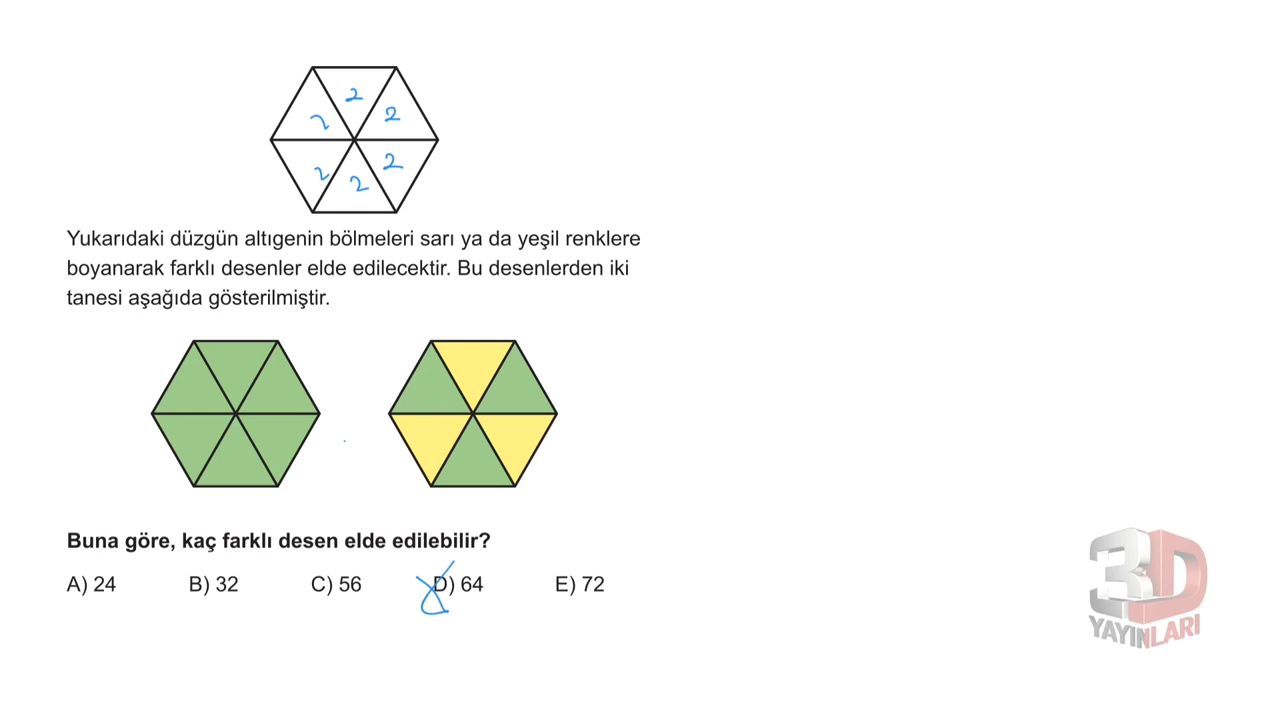 2
2 2
2 2
2
Yukarıdaki düzgün altıgenin bölmeleri sarı ya da yeşil renklere
boyanarak farklı desenler elde edilecektir. Bu desenlerden iki
tanesi aşağıda gösterilmiştir.
Buna göre, kaç farklı desen elde edilebilir?
A) 24 B) 32 C) 56 D) 64 E) 72
3D
YAYINLARI